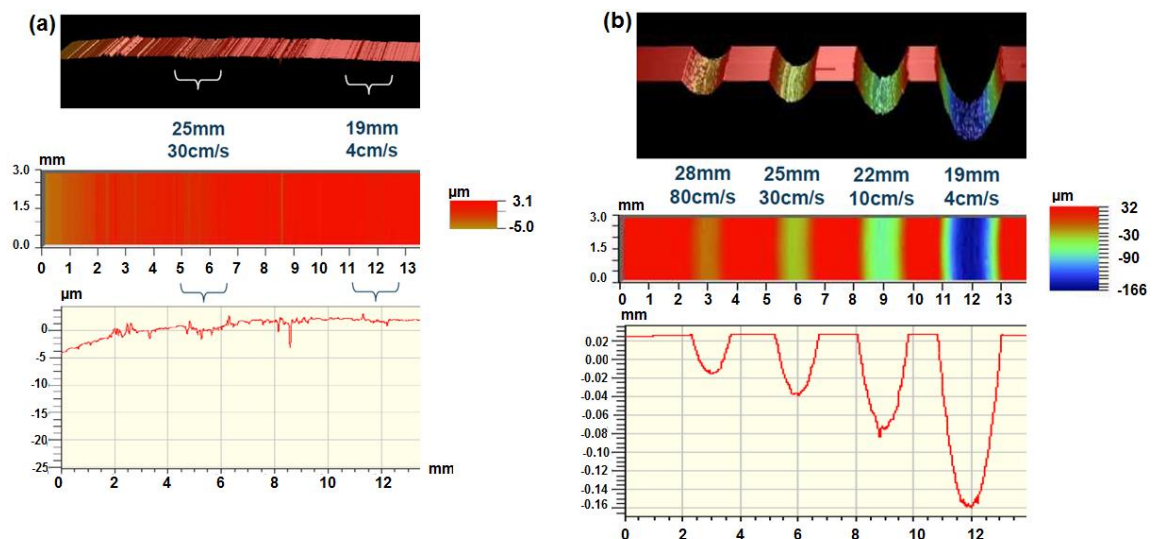 (a)
25mm
30cm/s
19mm
4cm/s
mm
3.0
1.5
0.0
0 1 2 3 4 5 6 7 8 9 10 11 12 13
µm
3.1
-5.0
µm
0
-5
-10
-15
-20
-25
0 2 4 6 8 10 12
mm
(b)
28mm
80cm/s
25mm
30cm/s
22mm
10cm/s
19mm
4cm/s
3.0
1.5
0.0
0 1 2 3 4 5 6 7 8 9 10 11 12 13
mm
µm
32
-30
-90
-166
0.02
0.00
-0.02
-0.04
-0.06
-0.08
-0.10
-0.12
-0.14
-0.16
0 2 4 6 8 10 12